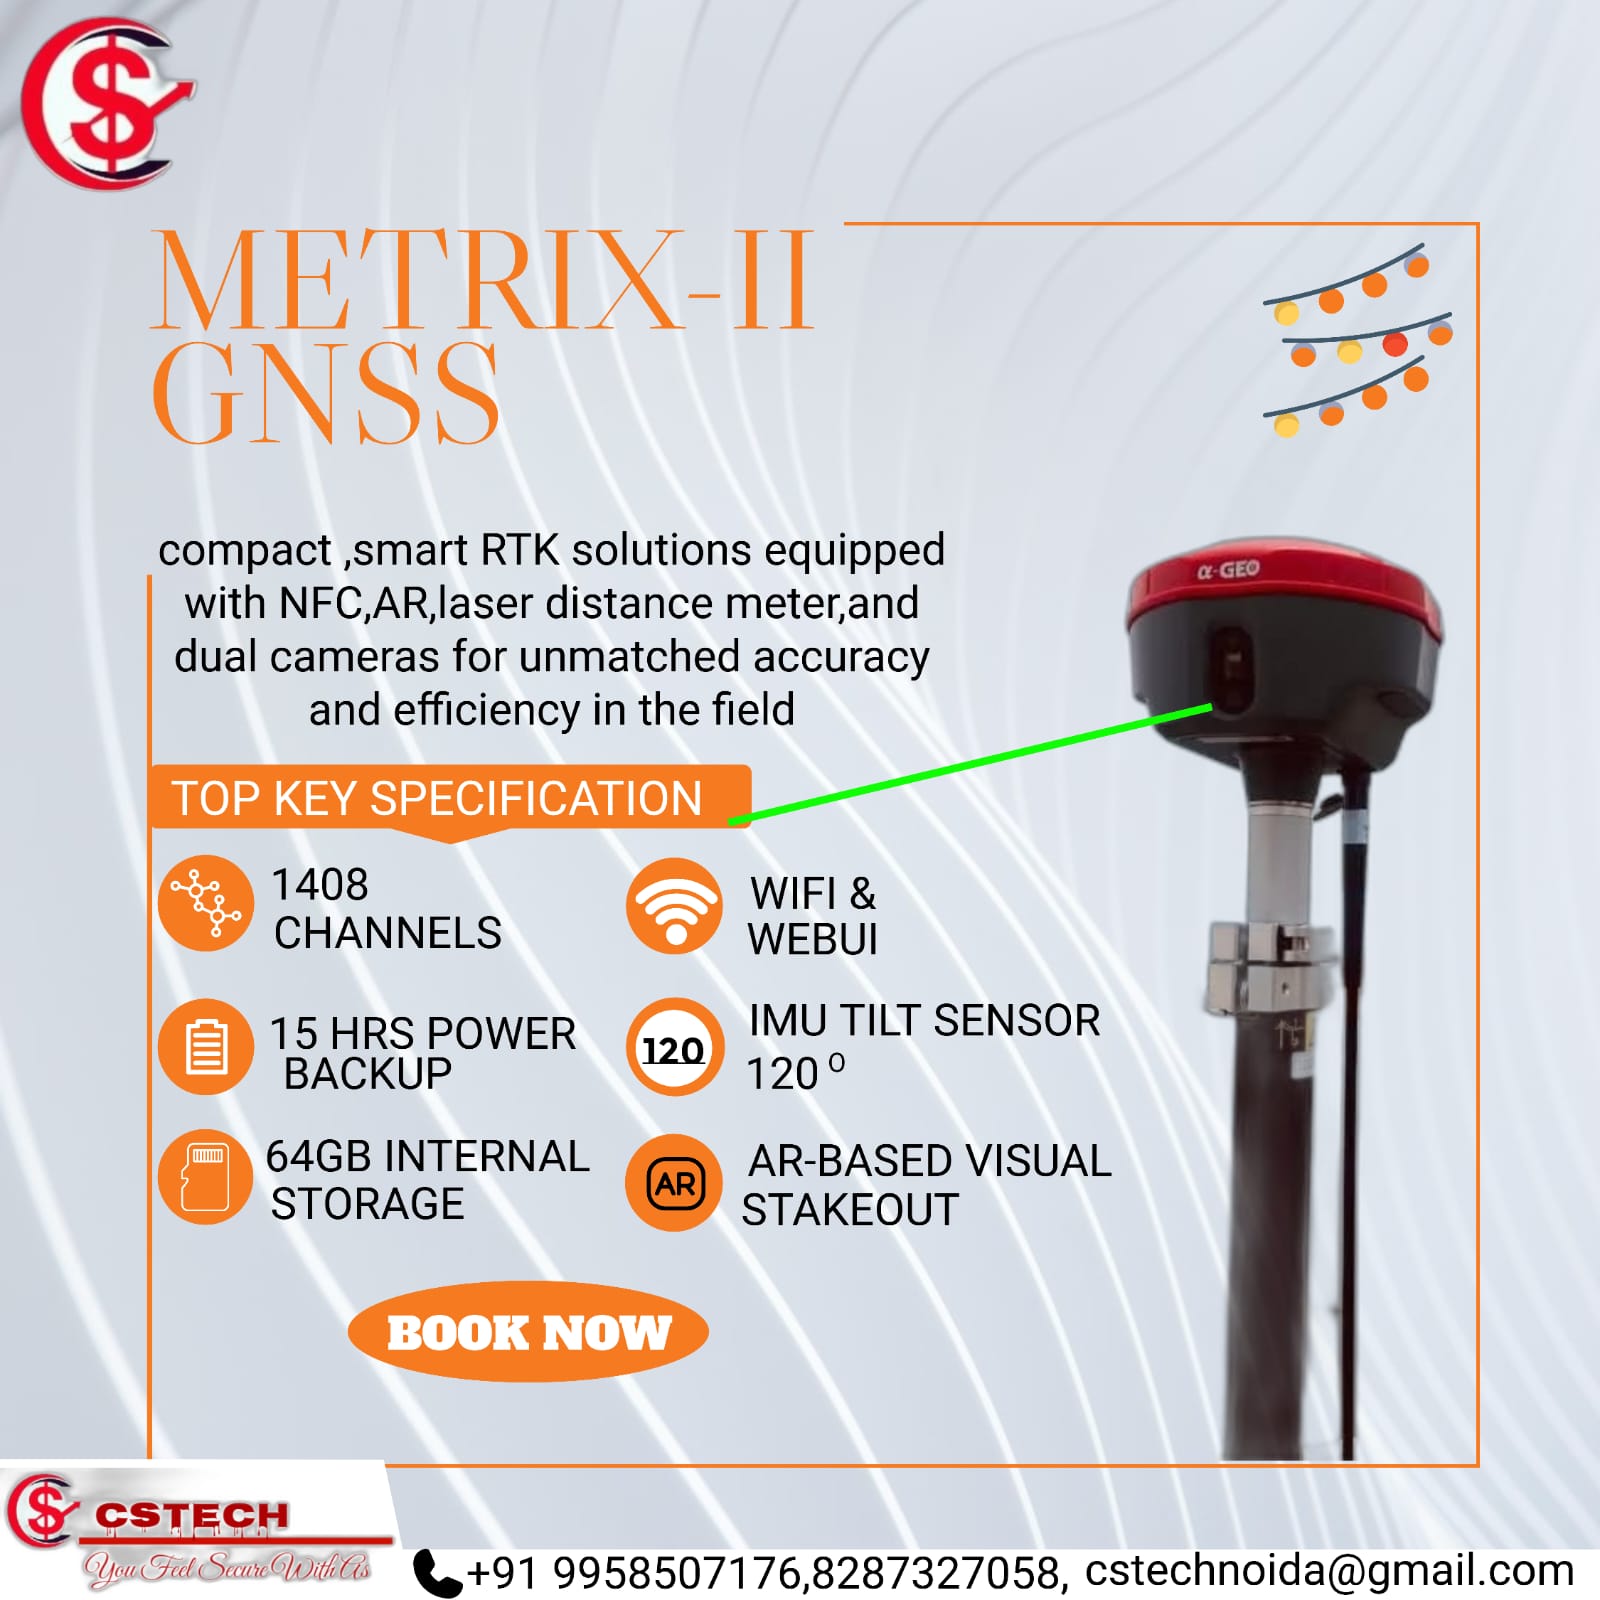 METRIX-II
GNSS
compact ,smart RTK solutions equipped
with NFC,AR,laser distance meter,and
dual cameras for unmatched accuracy
and efficiency in the field
α-GEO
TOP KEY SPECIFICATION
1408
CHANNELS
WIFI &
WEBUI
15 HRS POWER
BACKUP
120
IMU TILT SENSOR
120 o
64GB INTERNAL
STORAGE
AR
AR-BASED VISUAL
STAKEOUT
BOOK NOW
CSTECH
You Feel Secure With Us
+91 9958507176,8287327058, cstechnoida@gmail.com